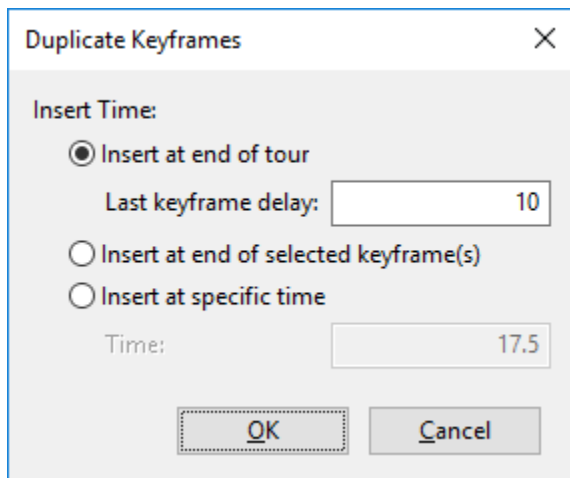 Duplicate Keyframes
Insert Time:
Insert at end of tour
Last keyframe delay: 10
Insert at end of selected keyframe(s)
Insert at specific time
Time: 17.5
OK Cancel